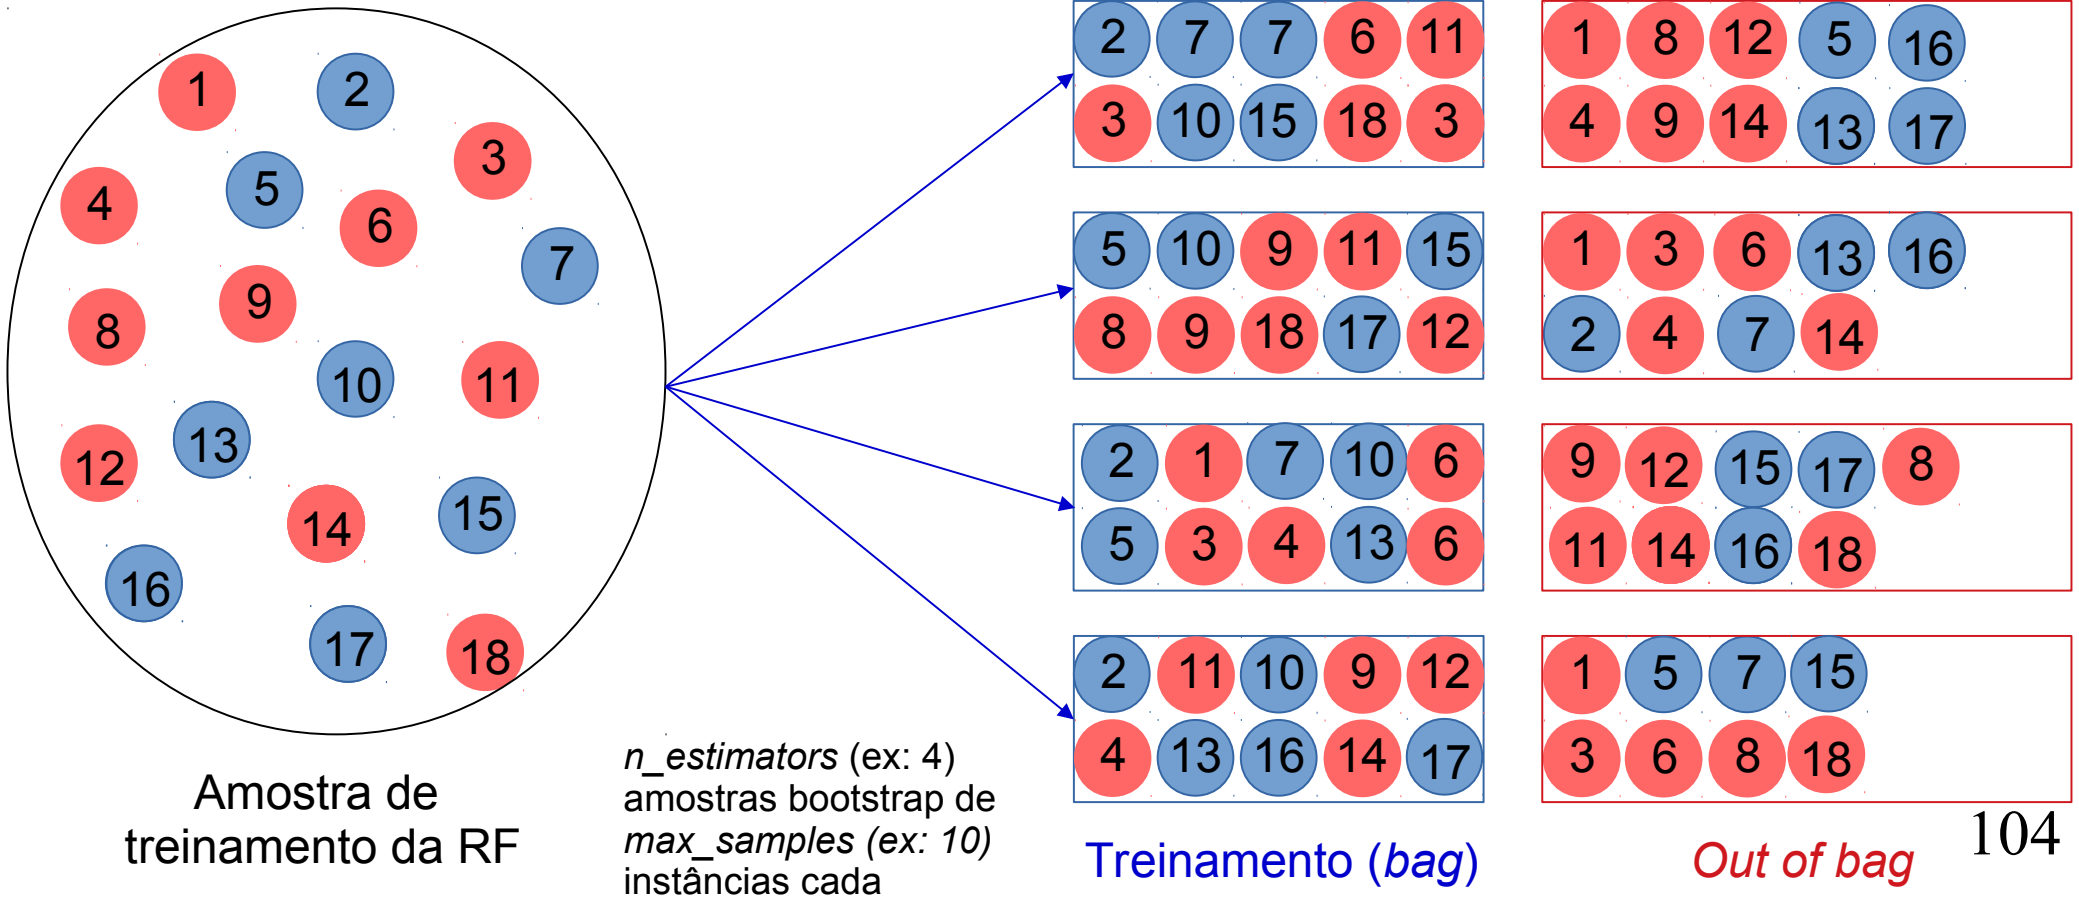 1 2
3
4 5 6
7
8 9
10 11
12 13
14 15
16
17 18
Amostra de
treinamento da RF
n_estimators (ex: 4)
amostras bootstrap de
max_samples (ex: 10)
instâncias cada
2 7 7 6 11
3 10 15 18 3
5 10 9 11 15
8 9 18 17 12
2 1 7 10 6
5 3 4 13 6
2 11 10 9 12
4 13 16 14 17
Treinamento (bag)
1 8 12 5 16
4 9 14 13 17
1 3 6 13 16
2 4 7 14
9 12 15 17 8
11 14 16 18
1 5 7 15
3 6 8 18
Out of bag
104